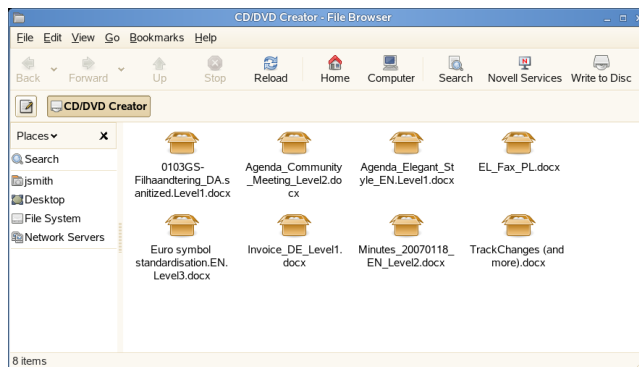 CD/DVD Creator - File Browser
File Edit View Go Bookmarks Help
Back Forward Up Stop Reload Home Computer Search Novell Services Write to Disc
CD/DVD Creator
Places
Search
jsmith
Desktop
File System
Network Servers
0103GS-
Filhaandtering_DA.s
anitized.Level1.docx
Agenda_Community
_Meeting_Level2.do
cx
Agenda_Elegant_St
yle_EN.Level1.docx
EL_Fax_PL.docx
Euro symbol
standardisation.EN.
Level3.docx
Invoice_DE_Level1.
docx
Minutes_20070118_
EN_Level2.docx
TrackChanges (and
more).docx
8 items